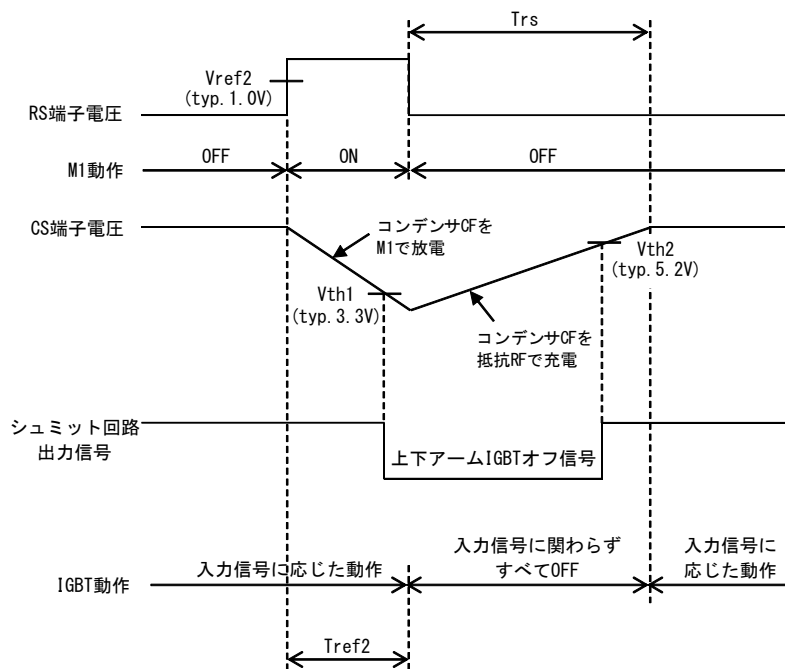 Trs
Vref2
(typ.1.0V)
RS端子電圧
OFF
ON
OFF
M1動作
CS端子電圧
コンデンサCFを
M1で放電
Vth2
(typ.5.2V)
Vth1
(typ.3.3V)
コンデンサCFを
抵抗RFで充電
シュミット回路
出力信号
上下アームIGBTオフ信号
IGBT動作
入力信号に応じた動作
入力信号に関わらず
すべてOFF
入力信号に
応じた動作
Tref2